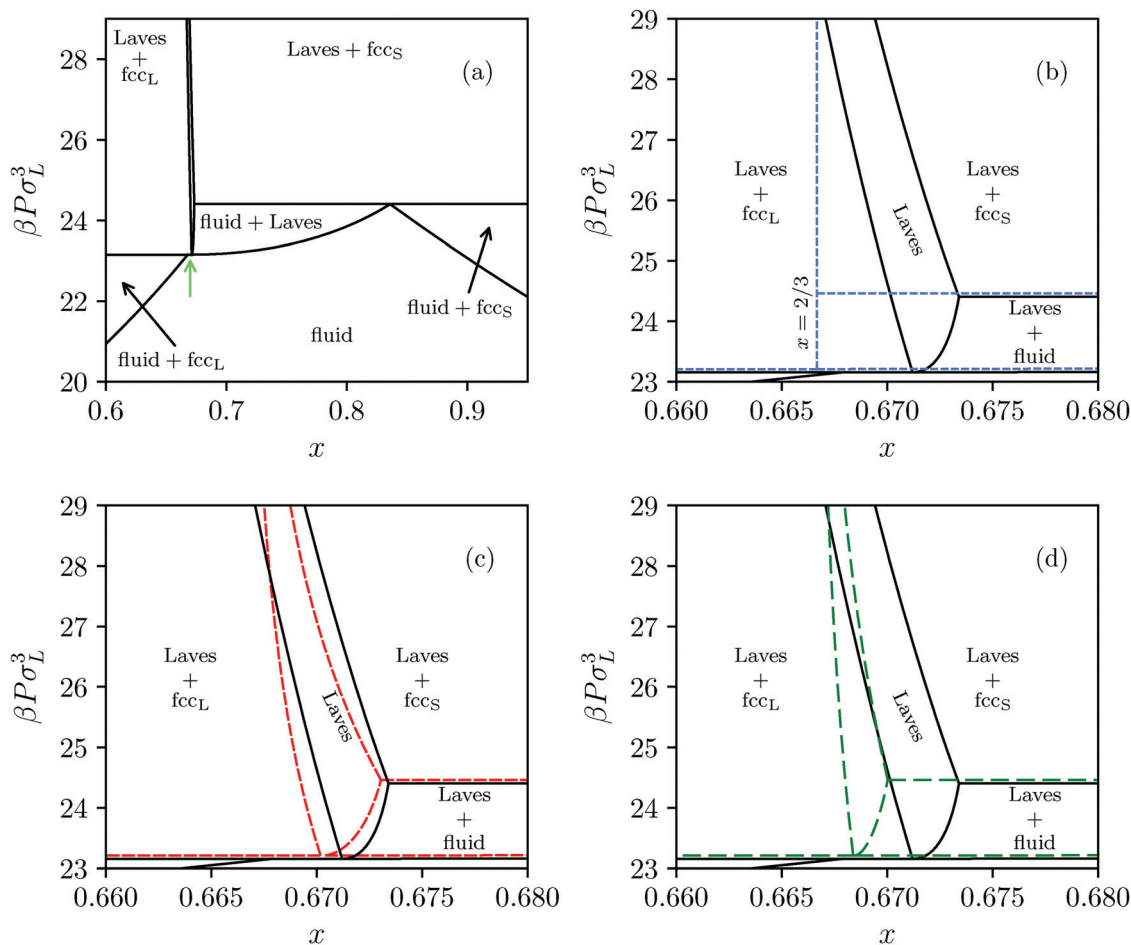 28
26
24
22
20
βPσ_L^3
Laves
+
fcc_L
Laves + fcc_S
(a)
fluid + Laves
fluid + fcc_L
fluid
fluid + fcc_S
0.6
0.7
0.8
0.9
x
29
28
27
26
25
24
23
βPσ_L^3
(b)
Laves
+
fcc_L
Laves
Laves
+
fcc_S
x = 2/3
Laves
+
fluid
0.660
0.665
0.670
0.675
0.680
x
29
28
27
26
25
24
23
βPσ_L^3
(c)
Laves
+
fcc_L
Laves
Laves
+
fcc_S
Laves
+
fluid
0.660
0.665
0.670
0.675
0.680
x
29
28
27
26
25
24
23
βPσ_L^3
(d)
Laves
+
fcc_L
Laves
Laves
+
fcc_S
Laves
+
fluid
0.660
0.665
0.670
0.675
0.680
x